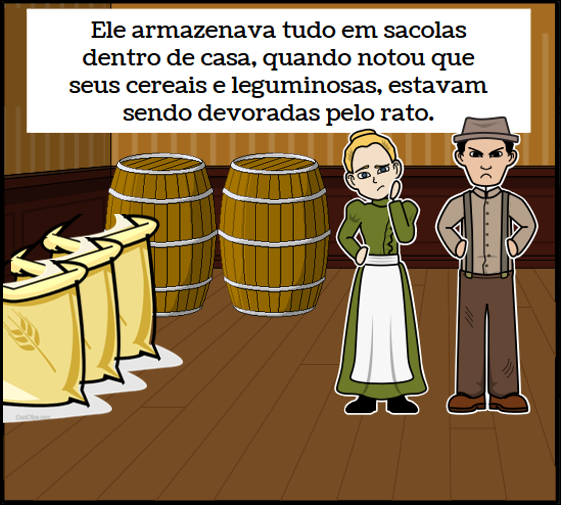 Ele armazenava tudo em sacolas
dentro de casa, quando notou que
seus cereais e leguminosas, estavam
sendo devoradas pelo rato.